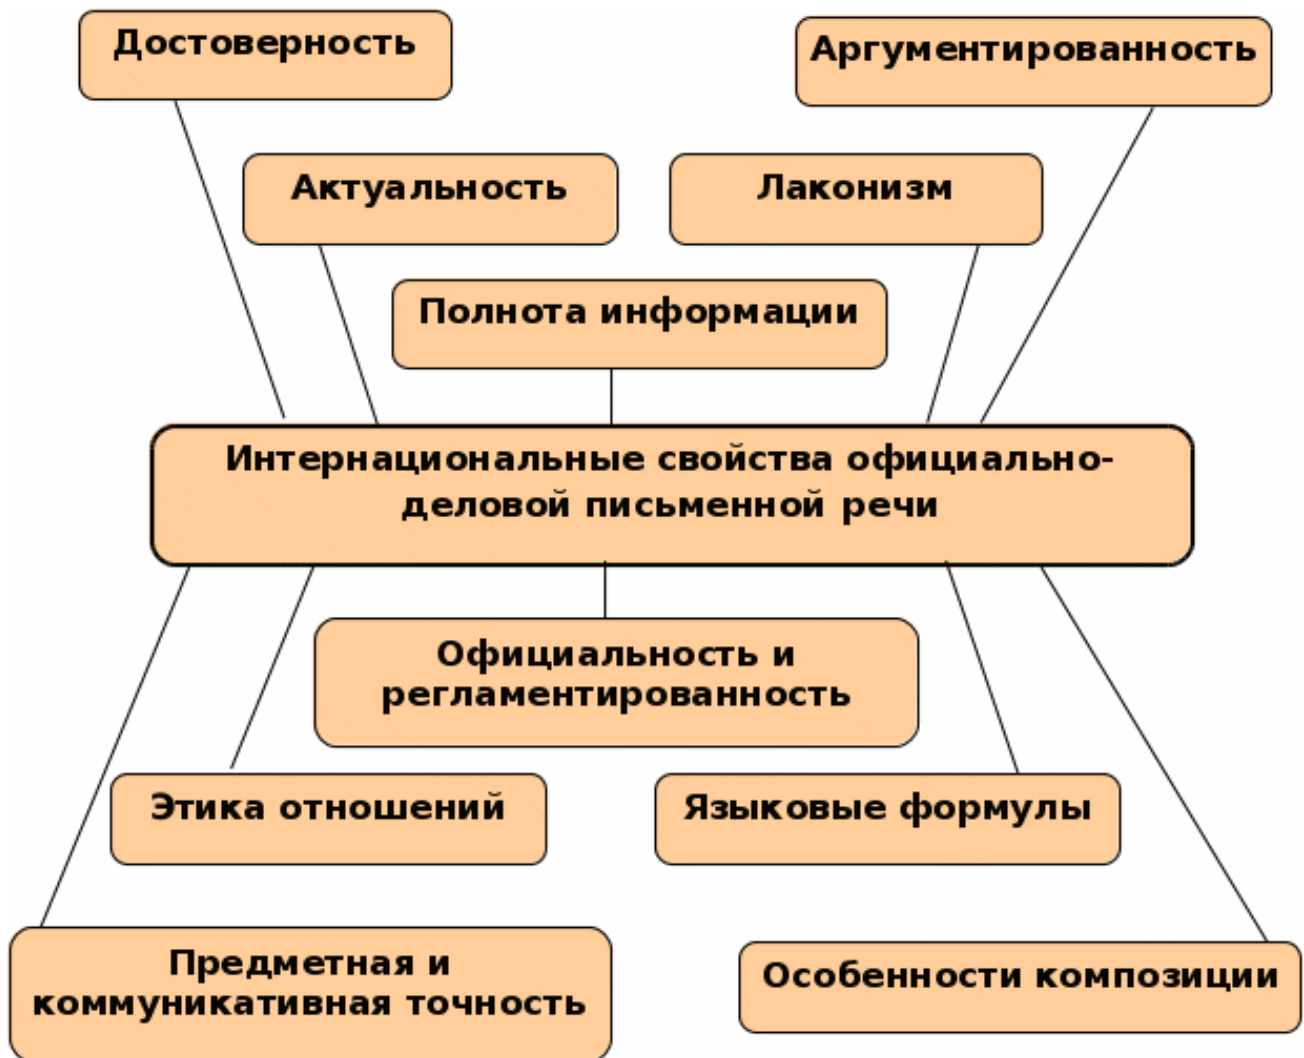 Достоверность
Аргументированность
Актуальность
Лаконизм
Полнота информации
Интернациональные свойства официально-
деловой письменной речи
Официальность и
регламентированность
Этика отношений
Языковые формулы
Предметная и
коммуникативная точность
Особенности композиции